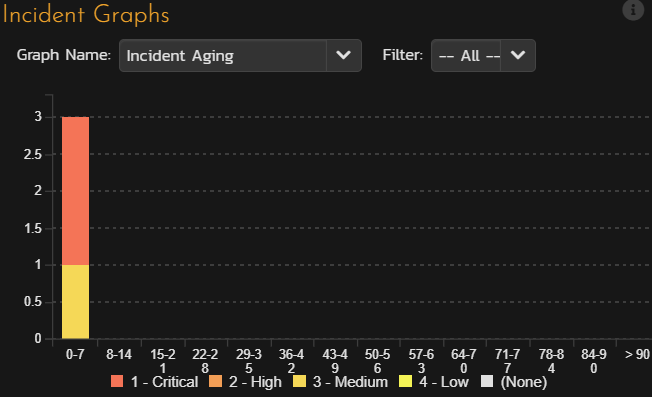 Incident Graphs
Graph Name: Incident Aging Filter: -- All --
3
2.5
2
1.5
1
0.5
0
0-7 8-14 15-2 22-2 29-3 36-4 43-4 50-5 57-6 64-7 71-7 78-8 84-9 > 90
1 8 5 2 9 6 3 0 7 4 0
1 - Critical 2 - High 3 - Medium 4 - Low (None)